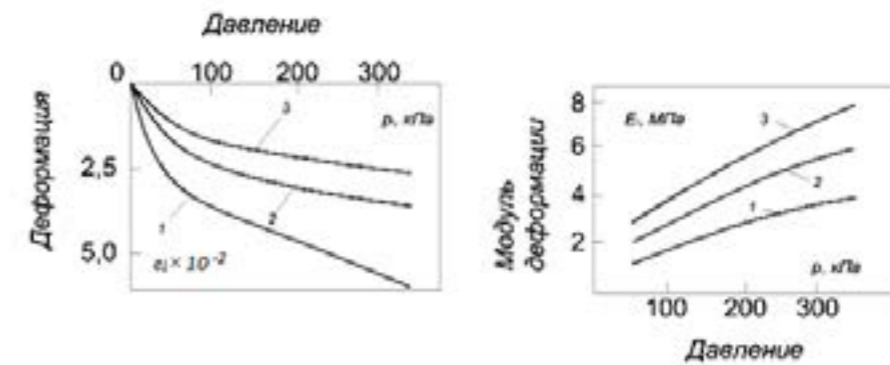 Давление
0 100 200 300
p, кПа
Деформация
2,5
5,0
1
2
3
eᵢ × 10⁻²
Модуль
деформации
8
6
4
2
E, МПа
3
2
1
p, кПа
100 200 300
Давление